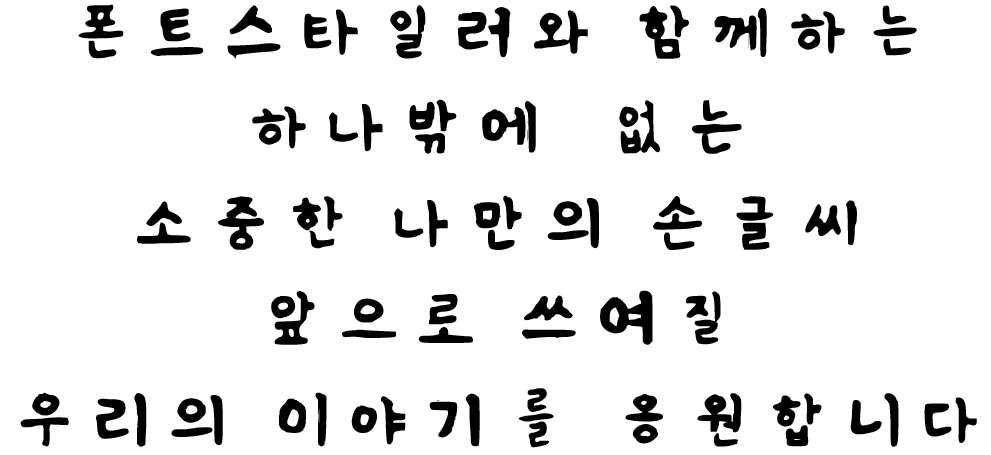 폰트스타일러와 함께하는
하나밖에 없는
소중한 나만의 손글씨
앞으로 쓰여질
우리의 이야기를 응원합니다